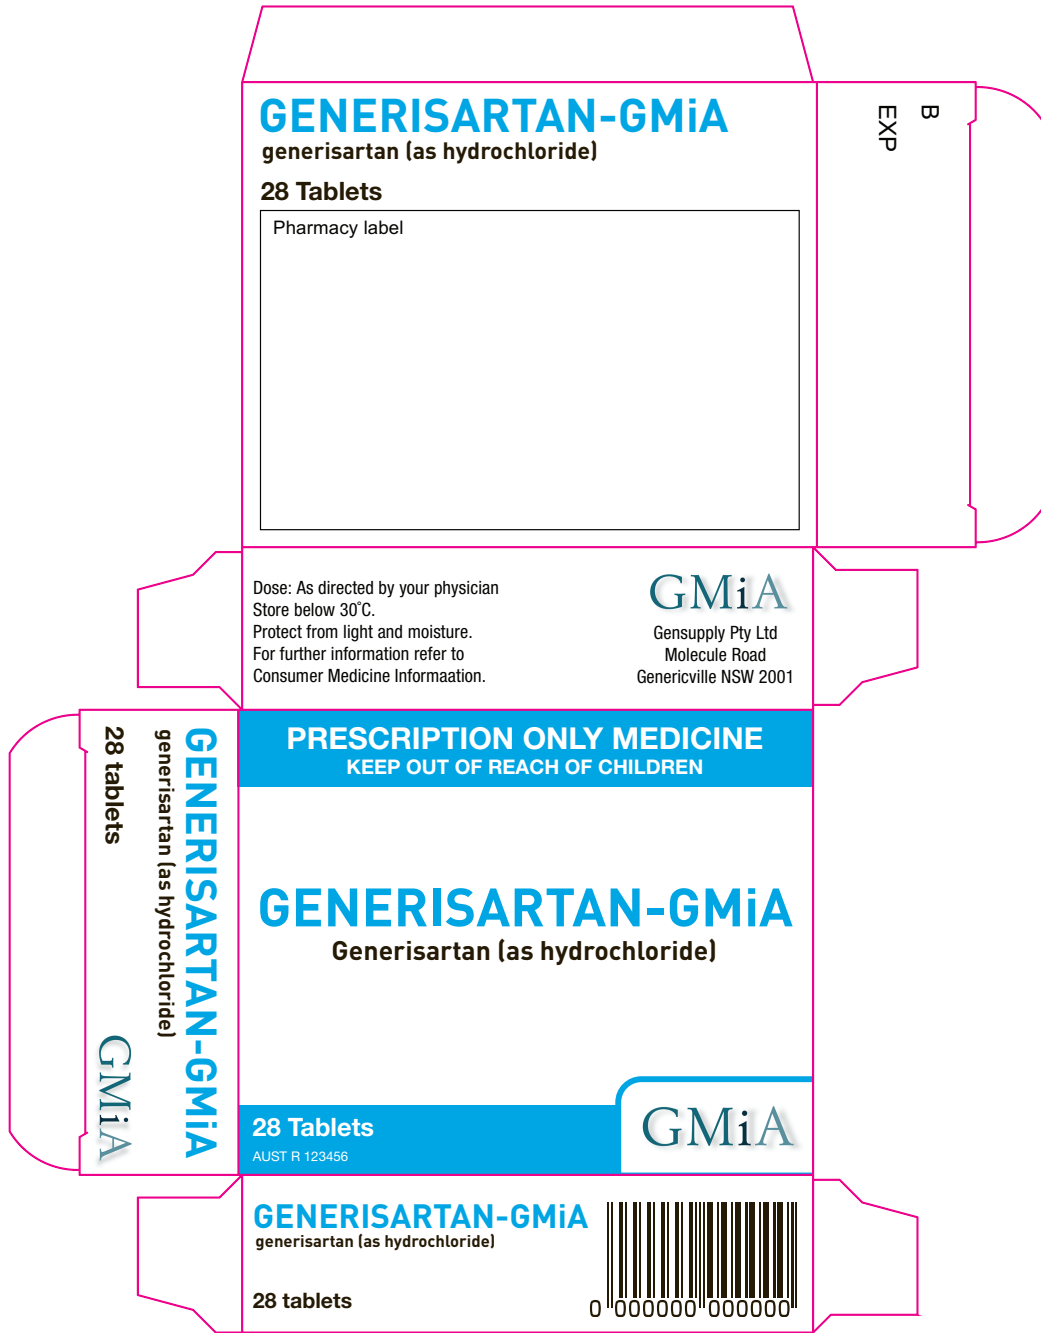 GENERISARTAN-GMiA
generisartan (as hydrochloride)
28 Tablets
Pharmacy label
B
EXP
Dose: As directed by your physician
Store below 30˚C.
Protect from light and moisture.
For further information refer to
Consumer Medicine Informaation.
GMiA
Gensupply Pty Ltd
Molecule Road
Genericville NSW 2001
GENERISARTAN-GMiA
generisartan (as hydrochloride)
28 tablets
GMiA
PRESCRIPTION ONLY MEDICINE
KEEP OUT OF REACH OF CHILDREN
GENERISARTAN-GMiA
Generisartan (as hydrochloride)
28 Tablets
AUST R 123456
GMiA
GENERISARTAN-GMiA
generisartan (as hydrochloride)
28 tablets
0 000000 000000